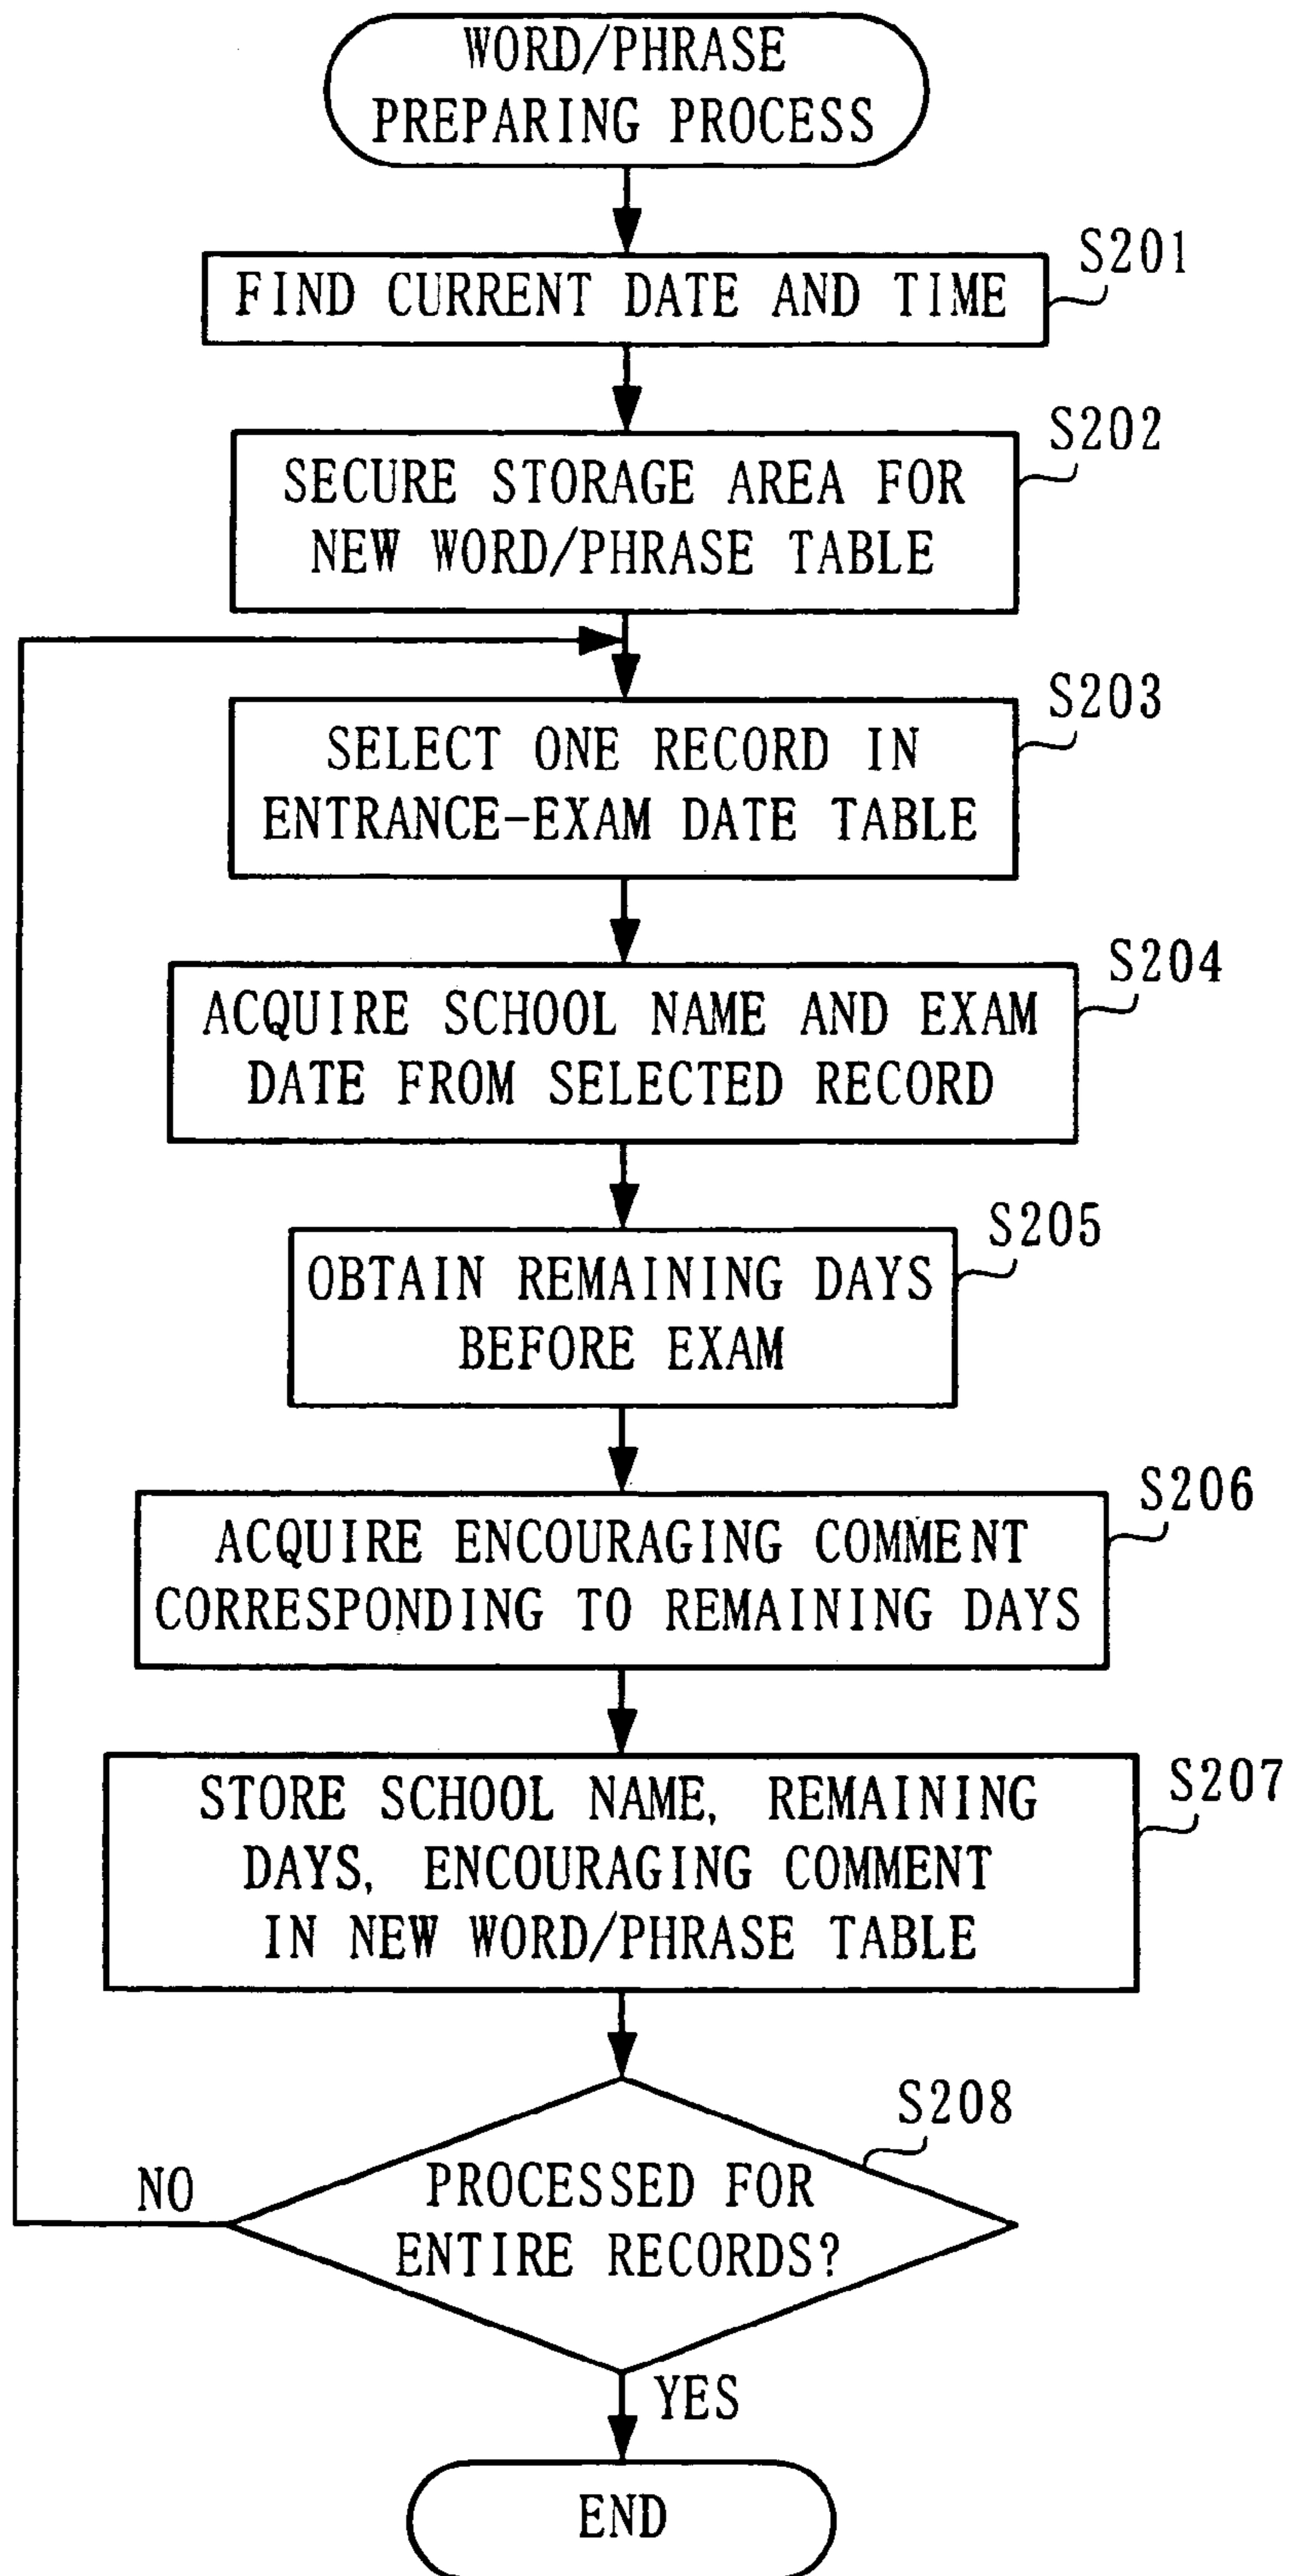 WORD/PHRASE
PREPARING PROCESS
S201
FIND CURRENT DATE AND TIME
S202
SECURE STORAGE AREA FOR
NEW WORD/PHRASE TABLE
S203
SELECT ONE RECORD IN
ENTRANCE-EXAM DATE TABLE
S204
ACQUIRE SCHOOL NAME AND EXAM
DATE FROM SELECTED RECORD
S205
OBTAIN REMAINING DAYS
BEFORE EXAM
S206
ACQUIRE ENCOURAGING COMMENT
CORRESPONDING TO REMAINING DAYS
S207
STORE SCHOOL NAME, REMAINING
DAYS, ENCOURAGING COMMENT
IN NEW WORD/PHRASE TABLE
S208
NO
PROCESSED FOR
ENTIRE RECORDS?
YES
END